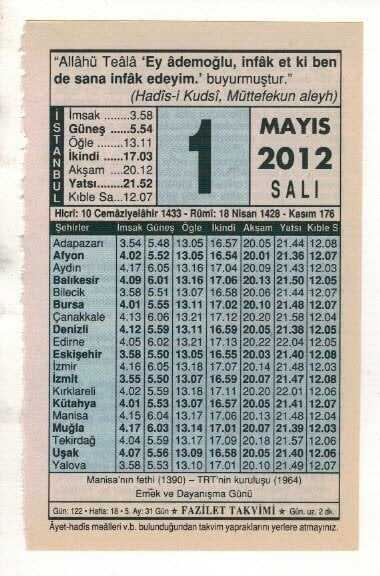 “Allâhü Teâlâ ‘Ey âdemoğlu, infâk et ki ben
de sana infâk edeyim.’ buyurmuştur.”
(Hadîs-i Kudsî, Müttefekun aleyh)
İSTANBUL
İmsak ........... 3.58
Güneş ...... 5.54
Öğle .......... 13.11
İkindi ...... 17.03
Akşam .... 20.12
Yatsı ........ 21.52
Kıble Sa...12.07
1
MAYIS
2012
SALI
Hicrî: 10 Cemâziyelâhir 1433 - Rûmî: 18 Nisan 1428 - Kasım 176
Şehirler İmsak Güneş Öğle İkindi Akşam Yatsı Kıble S
Adapazarı 3.54 5.48 13.05 16.57 20.05 21.44 12.08
Afyon 4.02 5.52 13.05 16.54 20.01 21.36 12.07
Aydın 4.17 6.05 13.16 17.04 20.09 21.43 12.03
Balıkesir 4.09 6.01 13.16 17.06 20.13 21.50 12.05
Bilecik 3.58 5.51 13.07 16.58 20.06 21.44 12.07
Bursa 4.01 5.55 13.11 17.02 20.10 21.48 12.07
Çanakkale 4.13 6.06 13.21 17.12 20.20 21.58 12.04
Denizli 4.12 5.59 13.11 16.59 20.05 21.38 12.05
Edirne 4.05 6.02 13.21 17.13 20.22 22.04 12.05
Eskişehir 3.58 5.50 13.05 16.55 20.03 21.40 12.08
İzmir 4.16 6.05 13.18 17.07 20.14 21.48 12.03
İzmit 3.55 5.50 13.07 16.59 20.07 21.47 12.08
Kırklareli 4.02 5.59 13.18 17.11 20.20 22.01 12.06
Kütahya 4.01 5.53 13.07 16.57 20.05 21.41 12.07
Manisa 4.15 6.04 13.17 17.06 20.13 21.48 12.04
Muğla 4.17 6.03 13.14 17.01 20.07 21.39 12.03
Tekirdağ 4.04 5.59 13.17 17.09 20.18 21.57 12.06
Uşak 4.07 5.56 13.09 16.58 20.05 21.40 12.06
Yalova 3.58 5.53 13.10 17.01 20.10 21.49 12.07
Manisa’nın fethi (1390) – TRT’nin kuruluşu (1964)
Emek ve Dayanışma Günü
Gün: 122 • Hafta: 18 • 5. Ay: 31 Gün ★ FAZİLET TAKVİMİ ★ Gün. uz. 2 dk.
Âyet-hadîs meâlleri v.b. bulunduğundan takvim yapraklarını yerlere atmayınız.